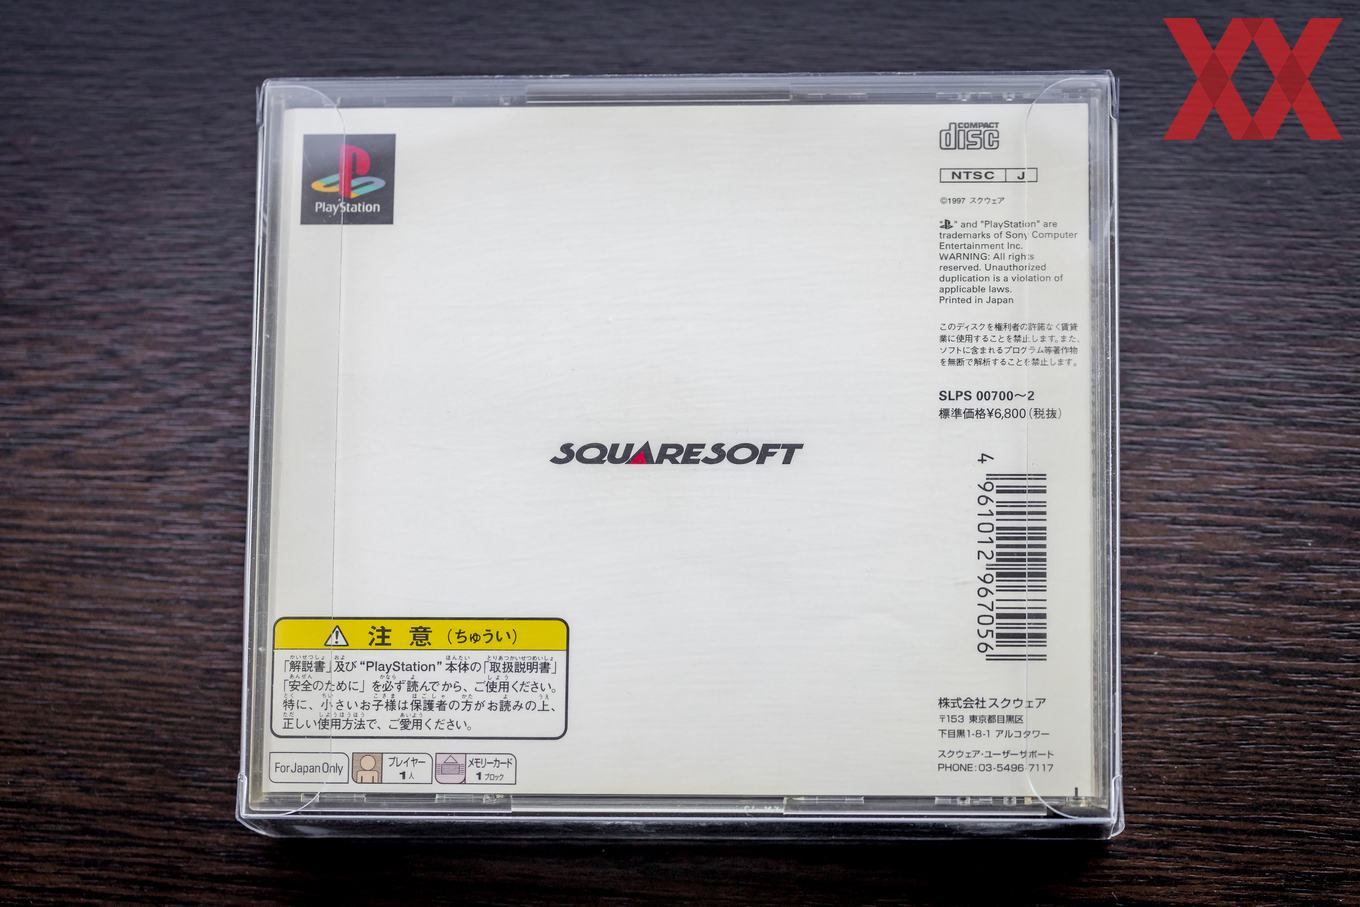 PlayStation
COMPACT
disc
NTSC J
©1997 スクウェア
" " and "PlayStation" are
trademarks of Sony Computer
Entertainment Inc.
WARNING: All rights
reserved. Unauthorized
duplication is a violation of
applicable laws.
Printed in Japan
このディスクを権利者の許諾なく賃貸
業に使用することを禁止します。また、
ソフトに含まれるプログラム等著作物
を無断で解析することを禁止します。
SLPS 00700〜2
標準価格¥6,800(税抜)
4 961012 967056
SQUARESOFT
注 意 (ちゅうい)
「解説書」及び“PlayStation”本体の「取扱説明書」
「安全のために」を必ず読んでから、ご使用ください。
特に、小さいお子様は保護者の方がお読みの上、
正しい使用方法で、ご愛用ください。
For Japan Only
プレイヤー
1人
メモリーカード
1ブロック
株式会社スクウェア
〒153 東京都目黒区
下目黒1-8-1 アルコタワー
スクウェア・ユーザーサポート
PHONE:03-5496-7117
XX